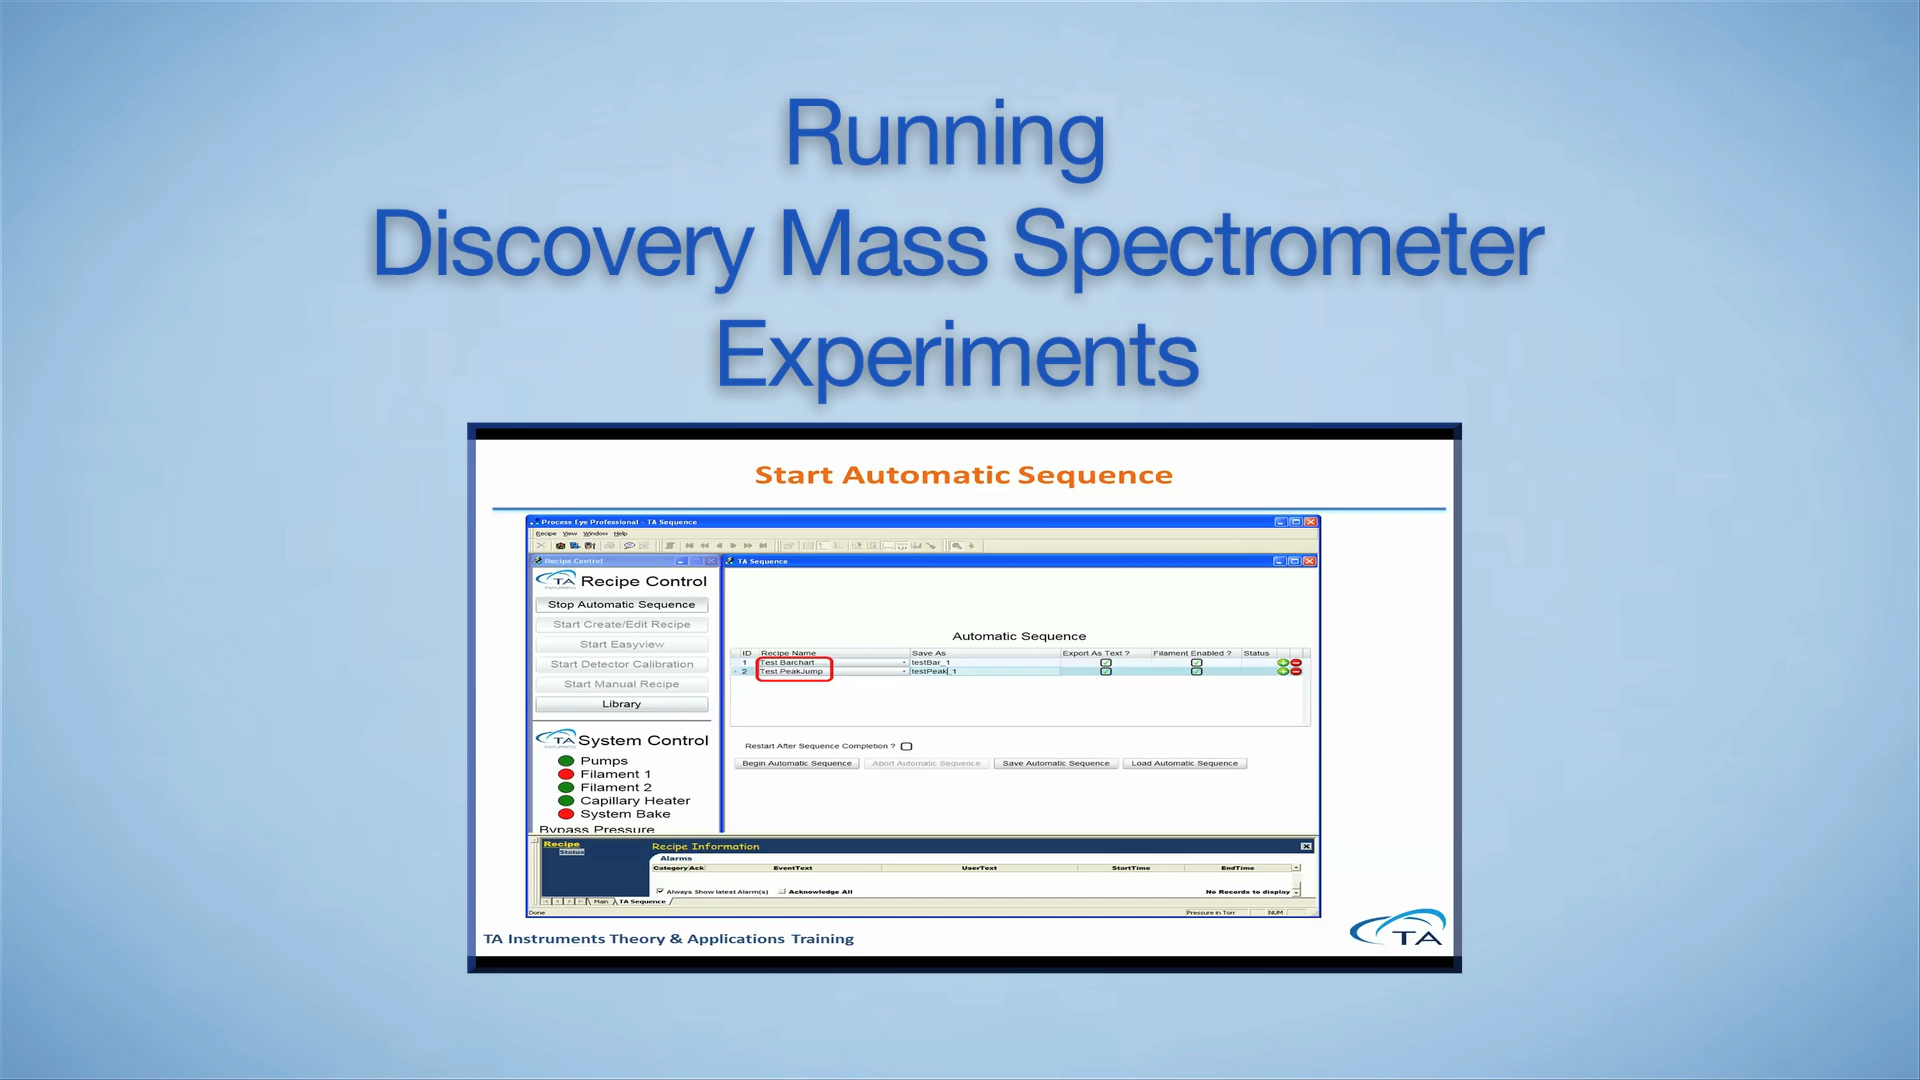 Running
Discovery Mass Spectrometer
Experiments
Start Automatic Sequence
Process Eye Professional - TA Sequence
Recipe View Window Help
Recipe Control
TA Sequence
TA Recipe Control
Stop Automatic Sequence
Start Create/Edit Recipe
Start Easyview
Start Detector Calibration
Start Manual Recipe
Library
Automatic Sequence
ID Recipe Name Save As Export As Text ? Filament Enabled ? Status
1 Test Barchart testBar_1
2 Test PeakJump testPeak_1
Restart After Sequence Completion ?
Begin Automatic Sequence Abort Automatic Sequence Save Automatic Sequence Load Automatic Sequence
TA System Control
Pumps
Filament 1
Filament 2
Capillary Heater
System Bake
Bypass Pressure
Recipe
Status
Recipe Information
Alarms
Category Ack EventText UserText StartTime EndTime
Always Show latest Alarm(s) Acknowledge All No Records to display
Main TA Sequence
Done Pressure in Torr NUM
TA Instruments Theory & Applications Training
TA